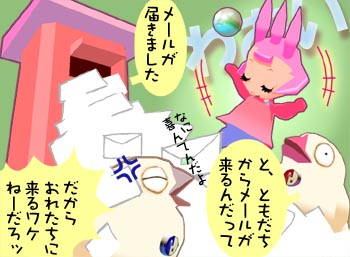 メールが
届きました
わーい
なに
喜んでんだよ
と、ともだち
からメールが
来るんだって
だから
おれたちに
来るワケ
ねーだろッ